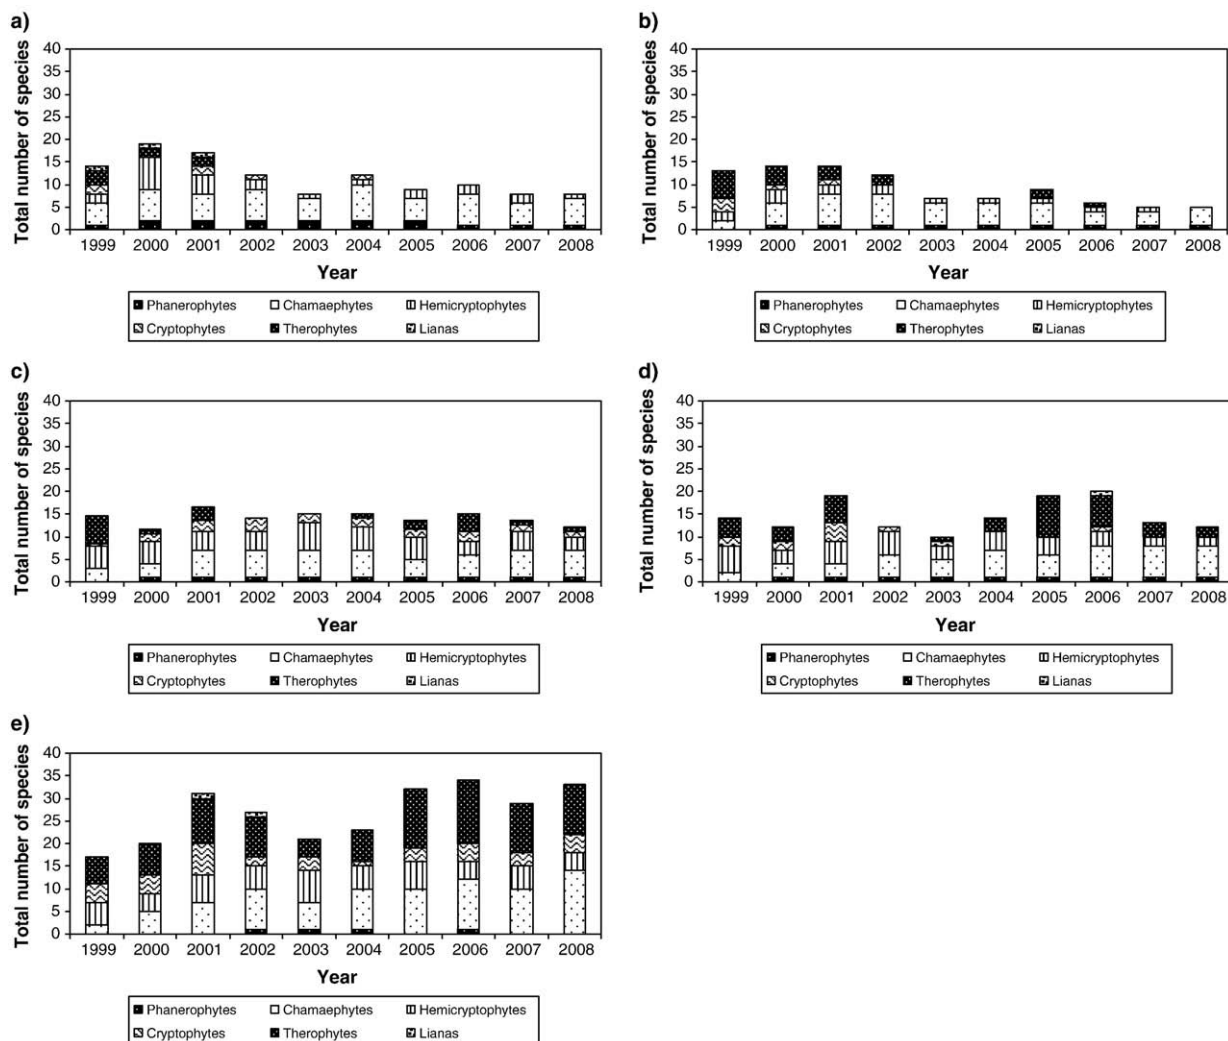 a)
Total number of species
40
35
30
25
20
15
10
5
0
1999 2000 2001 2002 2003 2004 2005 2006 2007 2008
Year
Phanerophytes Chamaephytes Hemicryptophytes
Cryptophytes Therophytes Lianas
b)
Total number of species
40
35
30
25
20
15
10
5
0
1999 2000 2001 2002 2003 2004 2005 2006 2007 2008
Year
Phanerophytes Chamaephytes Hemicryptophytes
Cryptophytes Therophytes Lianas
c)
Total number of species
40
35
30
25
20
15
10
5
0
1999 2000 2001 2002 2003 2004 2005 2006 2007 2008
Year
Phanerophytes Chamaephytes Hemicryptophytes
Cryptophytes Therophytes Lianas
d)
Total number of species
40
35
30
25
20
15
10
5
0
1999 2000 2001 2002 2003 2004 2005 2006 2007 2008
Year
Phanerophytes Chamaephytes Hemicryptophytes
Cryptophytes Therophytes Lianas
e)
Total number of species
40
35
30
25
20
15
10
5
0
1999 2000 2001 2002 2003 2004 2005 2006 2007 2008
Year
Phanerophytes Chamaephytes Hemicryptophytes
Cryptophytes Therophytes Lianas